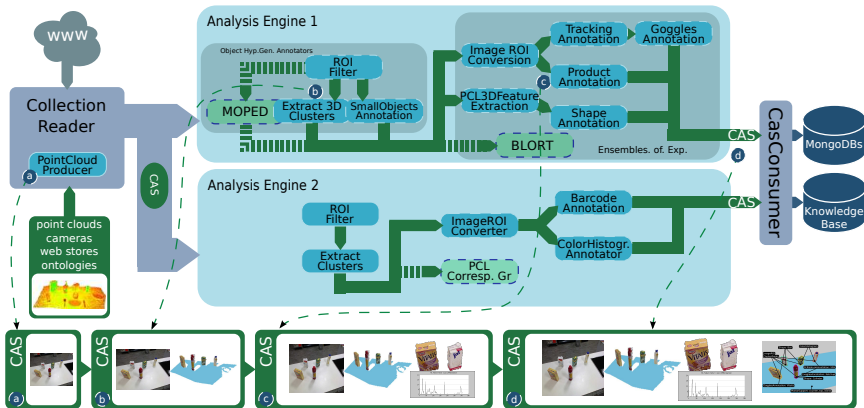 www
Collection
Reader
PointCloud
Producer
a
point clouds
cameras
web stores
ontologies
CAS
Analysis Engine 1
Object Hyp.Gen. Annotators
ROI
Filter
b
MOPED
Extract 3D
Clusters
SmallObjects
Annotation
Image ROI
Conversion
PCL3DFeature
Extraction
Tracking
Annotation
Goggles
Annotation
c
Product
Annotation
Shape
Annotation
BLORT
Ensembles. of. Exp.
CAS
d
Analysis Engine 2
ROI
Filter
Extract
Clusters
ImageROI
Converter
PCL
Corresp. Gr
Barcode
Annotation
ColorHistogr.
Annotator
CAS
CasConsumer
MongoDBs
Knowledge
Base
CAS
a
CAS
b
CAS
c
CAS
d